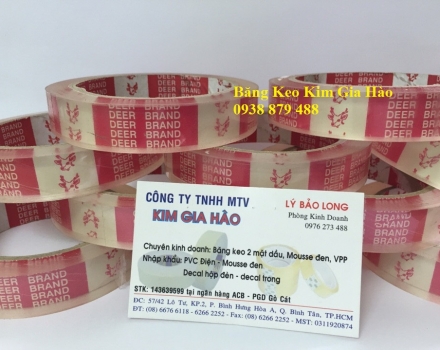 Băng Keo Kim Gia Hào
0938 879 488
DEER BRAND
DEER BRAND
DEER BRAND
DEER BRAND
CÔNG TY TNHH MTV
KIM GIA HÀO
LÝ BẢO LONG
Phòng Kinh Doanh
0976 273 488
Chuyên kinh doanh: Băng keo 2 mặt dầu, Mousse đen, VPP
Nhập khẩu: PVC Điện - Mousse đen
Decal hộp đèn - decal trong
STK: 143639599 tại ngân hàng ACB - PGD Gò Cát
ĐC: 57/42 Lô Tư, KP.2, P. Bình Hưng Hòa A, Q. Bình Tân, TP.HCM
ĐT: (08) 6676 6118 - 6266 2252 - Fax: (08) 6266 2252 - MST: 0311920874